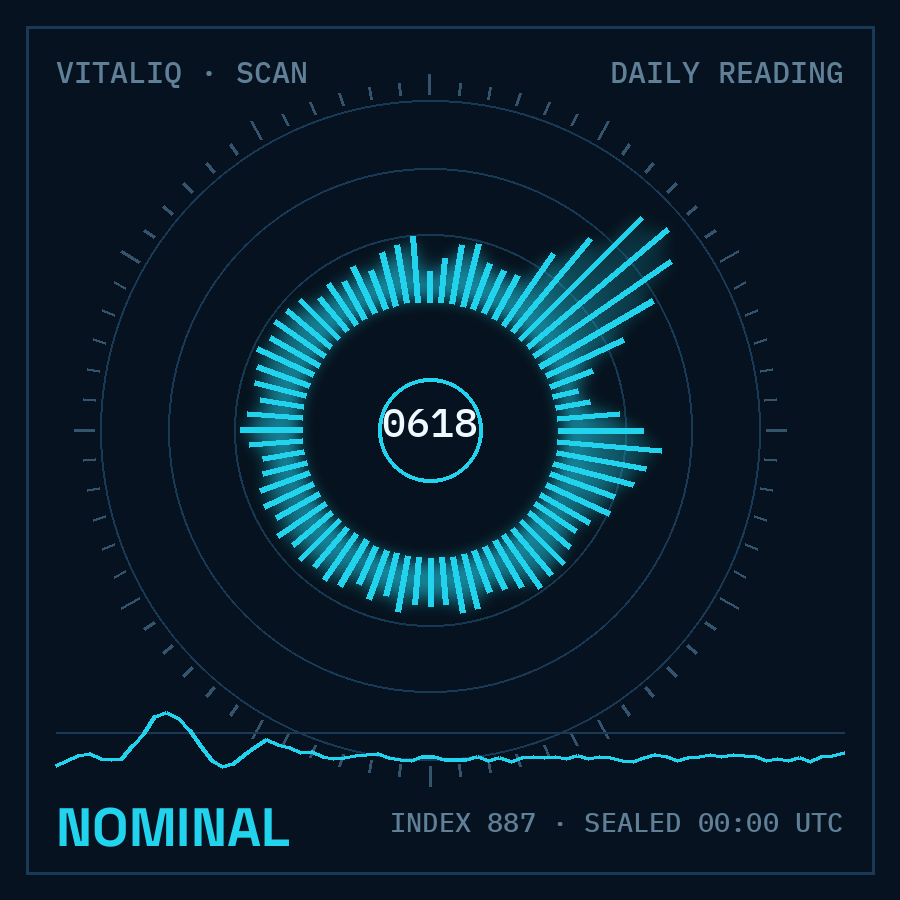 VITALIQ · SCAN
DAILY READING
0618
NOMINAL
INDEX 887 · SEALED 00:00 UTC